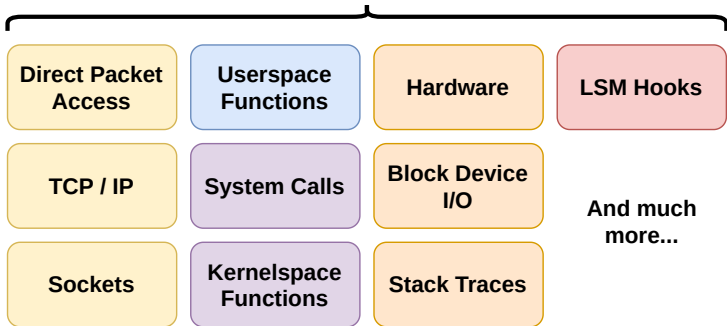 Direct Packet
Access
Userspace
Functions
Hardware
LSM Hooks
TCP / IP
System Calls
Block Device
I/O
And much
more...
Sockets
Kernelspace
Functions
Stack Traces